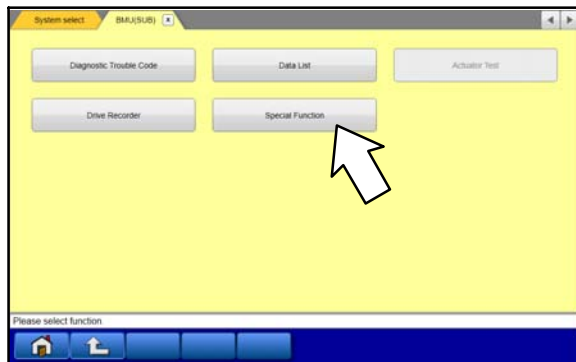 System select BMU(SUB) x
Diagnostic Trouble Code Data List Actuator Test
Drive Recorder Special Function
Please select function.